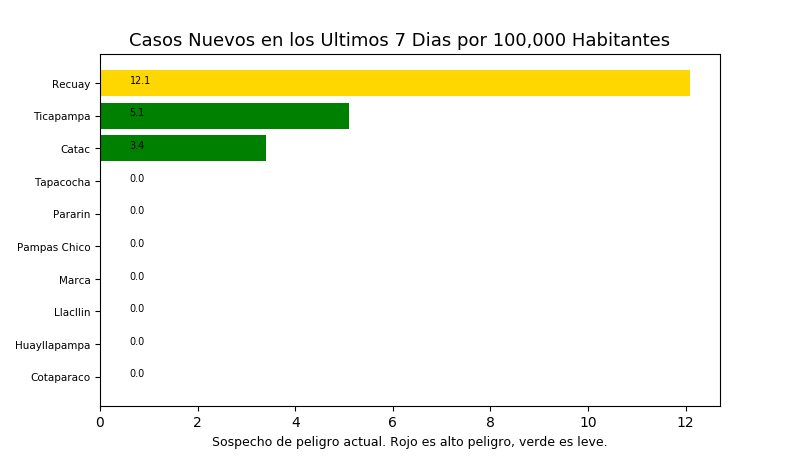 Casos Nuevos en los Ultimos 7 Dias por 100,000 Habitantes
Recuay 12.1
Ticapampa 5.1
Catac 3.4
Tapacocha 0.0
Pararin 0.0
Pampas Chico 0.0
Marca 0.0
Llacllin 0.0
Huayllapampa 0.0
Cotaparaco 0.0
0 2 4 6 8 10 12
Sospecho de peligro actual. Rojo es alto peligro, verde es leve.